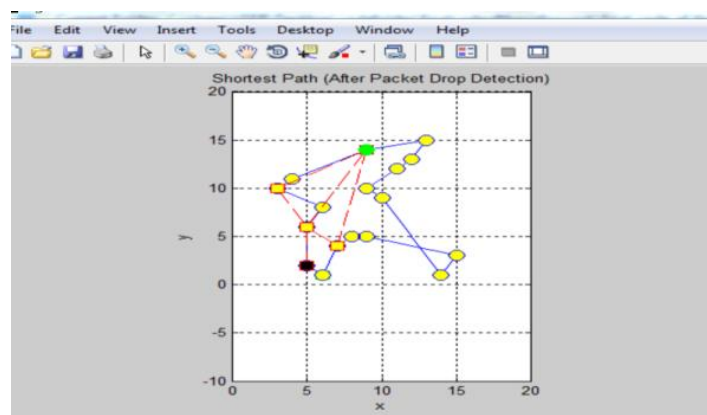 File Edit View Insert Tools Desktop Window Help
Shortest Path (After Packet Drop Detection)
20
15
10
5
0
-5
-10
y
0 5 10 15 20
x